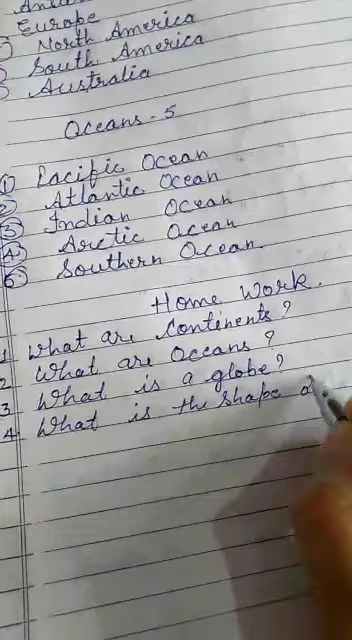 Europe
North America
South America
Australia
Oceans - 5
① Pacific Ocean
② Atlantic Ocean
③ Indian Ocean
④ Arctic Ocean
⑤ Southern Ocean.
Home Work.
1 What are Continents?
2 What are Oceans?
3 What is a globe?
4. What is the shape